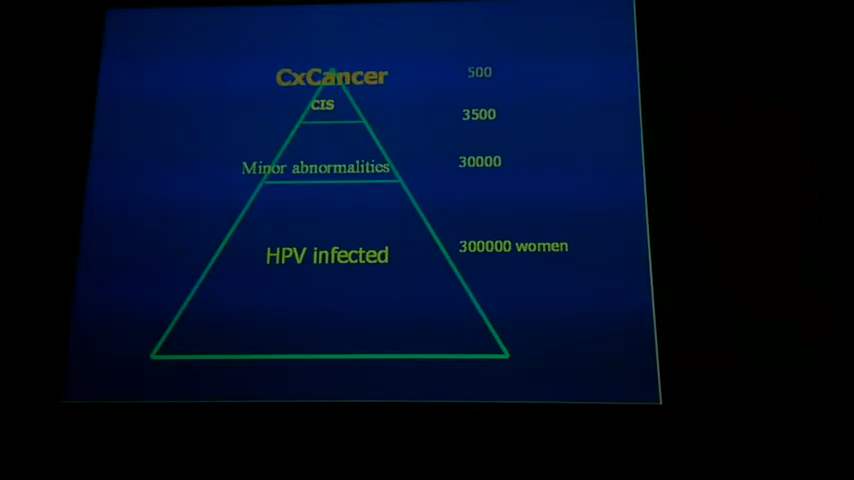 CxCancer 500
CIS 3500
Minor abnormalities 30000
HPV infected 300000 women